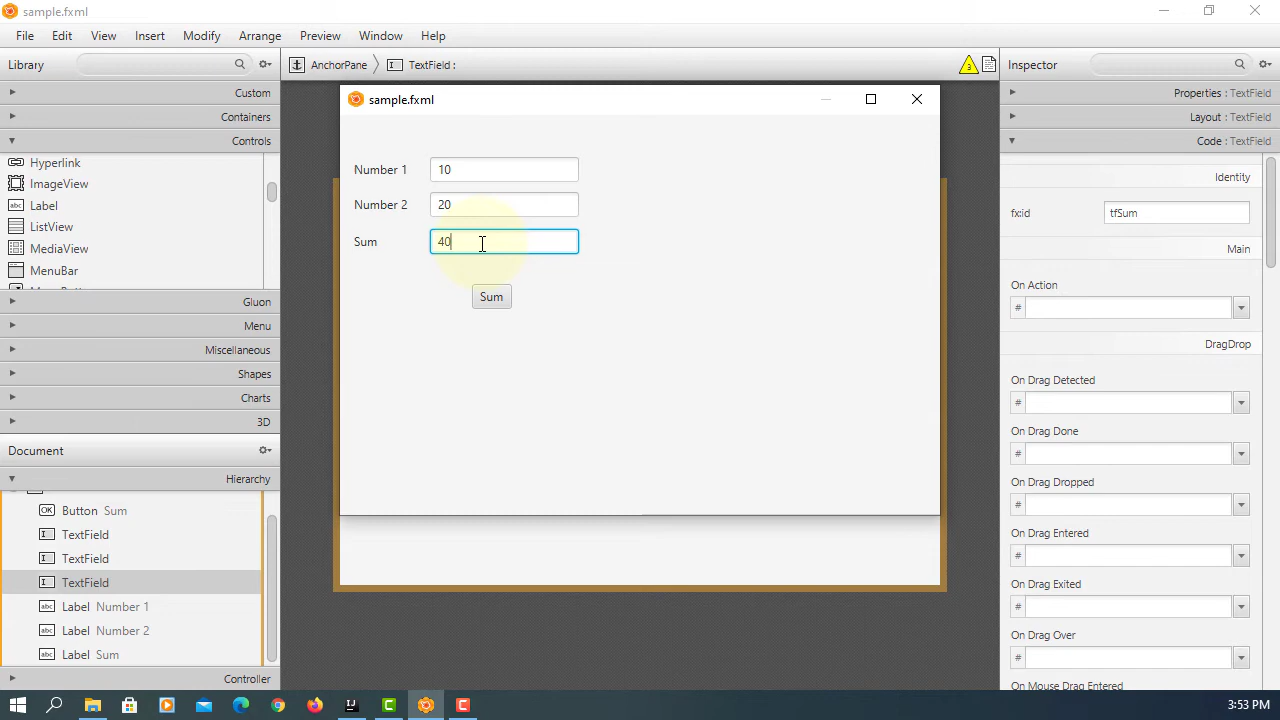 sample.fxml
File Edit View Insert Modify Arrange Preview Window Help
Library
AnchorPane
TextField :
3
Inspector
Custom
Containers
Controls
Hyperlink
ImageView
Label
ListView
MediaView
MenuBar
Gluon
Menu
Miscellaneous
Shapes
Charts
3D
Document
Hierarchy
OK Button Sum
TextField
TextField
TextField
abc Label Number 1
abc Label Number 2
abc Label Sum
Controller
sample.fxml
Number 1 10
Number 2 20
Sum 40
Sum
Properties : TextField
Layout : TextField
Code : TextField
Identity
fx:id tfSum
Main
On Action
#
DragDrop
On Drag Detected
#
On Drag Done
#
On Drag Dropped
#
On Drag Entered
#
On Drag Exited
#
On Drag Over
#
On Mouse Drag Entered
3:53 PM